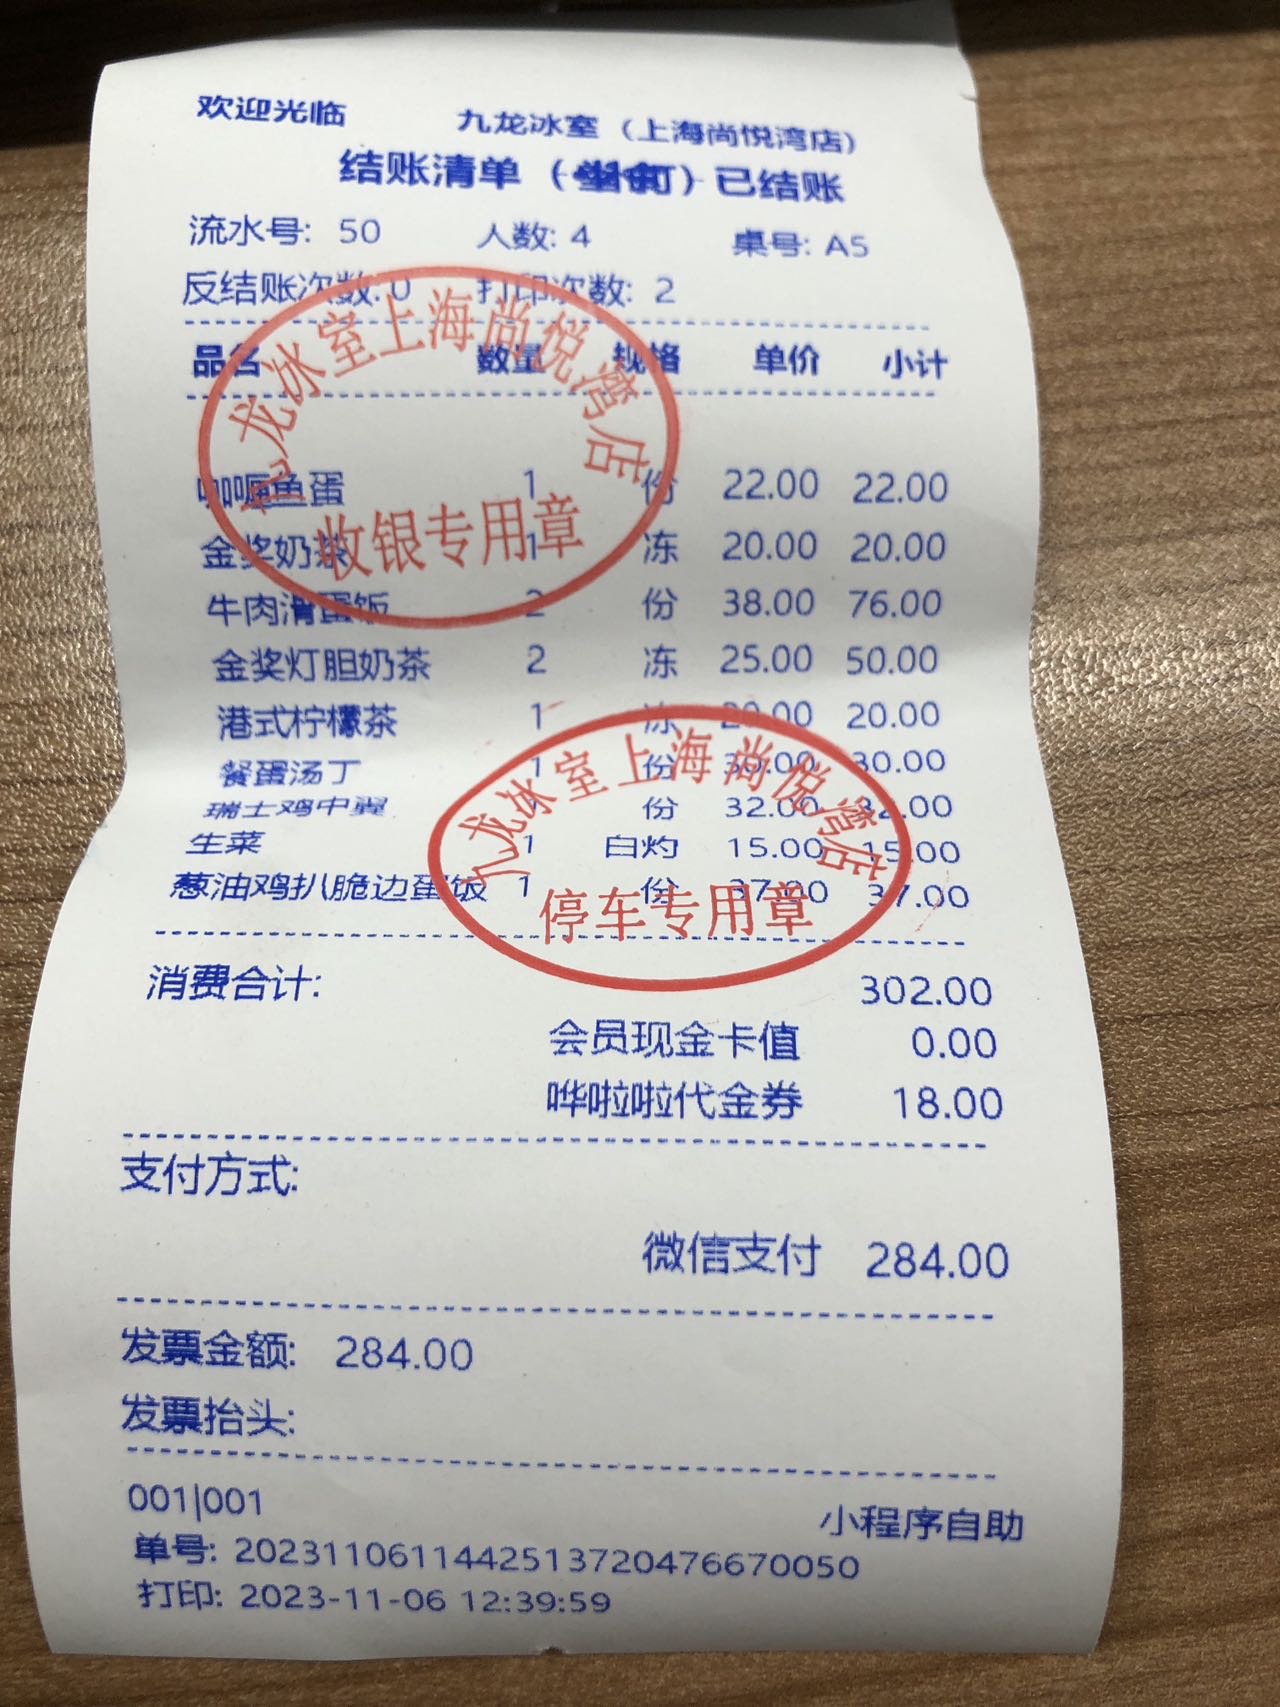 欢迎光临 九龙冰室（上海尚悦湾店）
结账清单（ ）已结账
流水号: 50 人数: 4 桌号: A5
反结账次数: 0 打印次数: 2
品名 数量 规格 单价 小计
咖喱鱼蛋 1 份 22.00 22.00
金奖奶茶 1 冻 20.00 20.00
牛肉滑蛋饭 2 份 38.00 76.00
金奖灯胆奶茶 2 冻 25.00 50.00
港式柠檬茶 1 冻 20.00 20.00
餐蛋汤丁 1 份 30.00 30.00
瑞士鸡中翼 份 32.00 32.00
生菜 1 白灼 15.00 15.00
葱油鸡扒脆边蛋饭 1 份 37.00 37.00
九龙冰室上海尚悦湾店
收银专用章
九龙冰室上海尚悦湾店
停车专用章
消费合计: 302.00
会员现金卡值 0.00
哗啦啦代金券 18.00
支付方式:
微信支付 284.00
发票金额: 284.00
发票抬头:
001|001 小程序自助
单号: 2023110611442513720476670050
打印: 2023-11-06 12:39:59